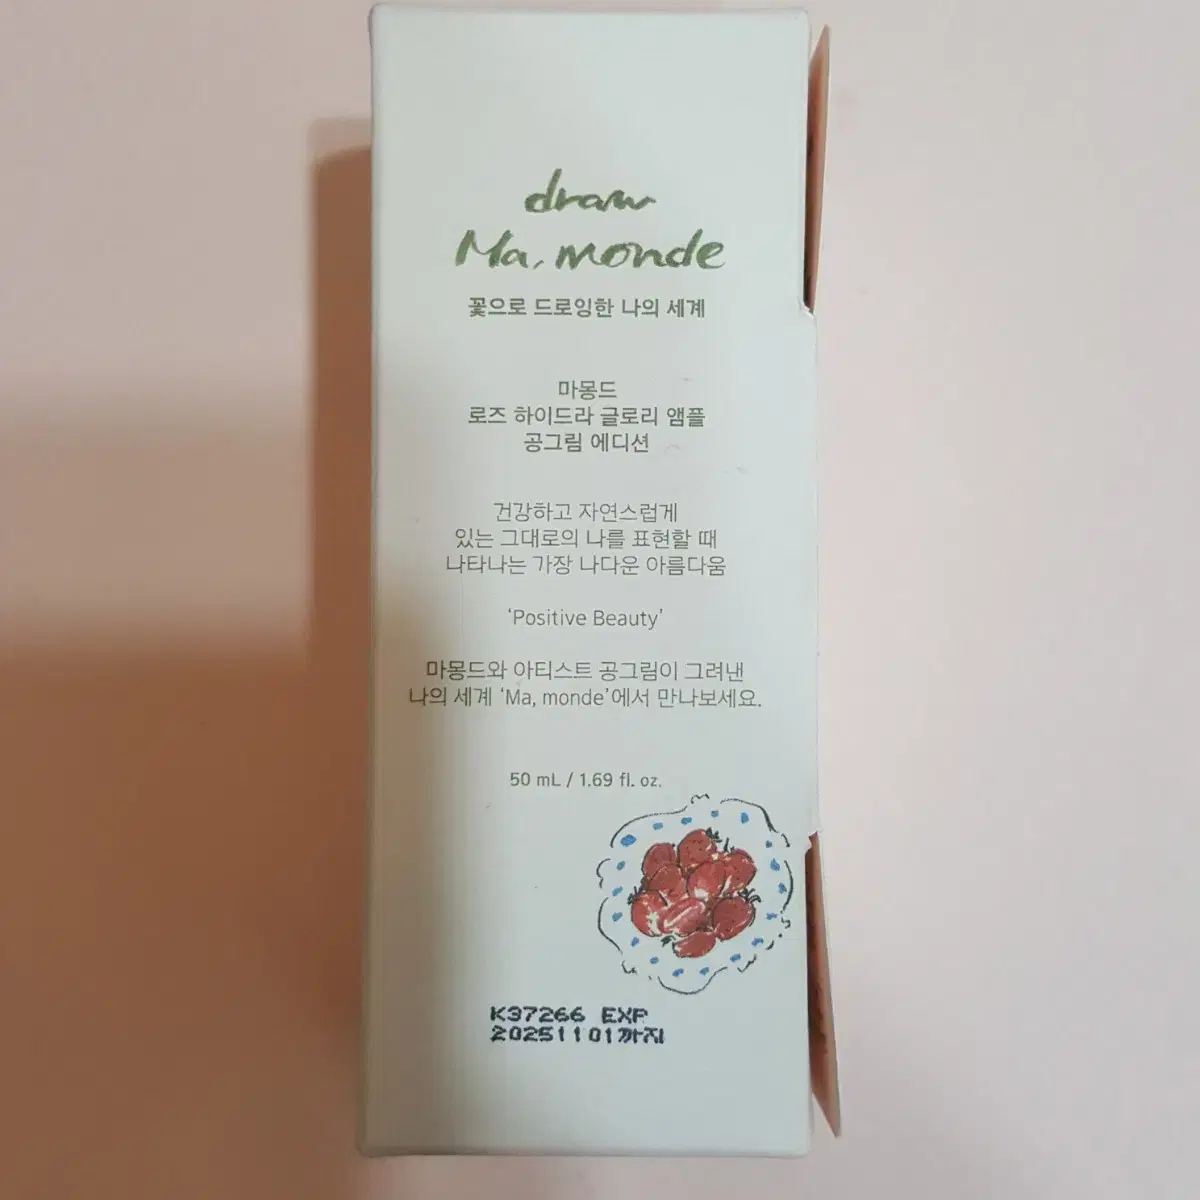 draw
Ma, monde
꽃으로 드로잉한 나의 세계
마몽드
로즈 하이드라 글로리 앰플
공그림 에디션
건강하고 자연스럽게
있는 그대로의 나를 표현할 때
나타나는 가장 나다운 아름다움
‘Positive Beauty’
마몽드와 아티스트 공그림이 그려낸
나의 세계 ‘Ma, monde’에서 만나보세요.
50 mL / 1.69 fl. oz.
K37266 EXP
20251101까지